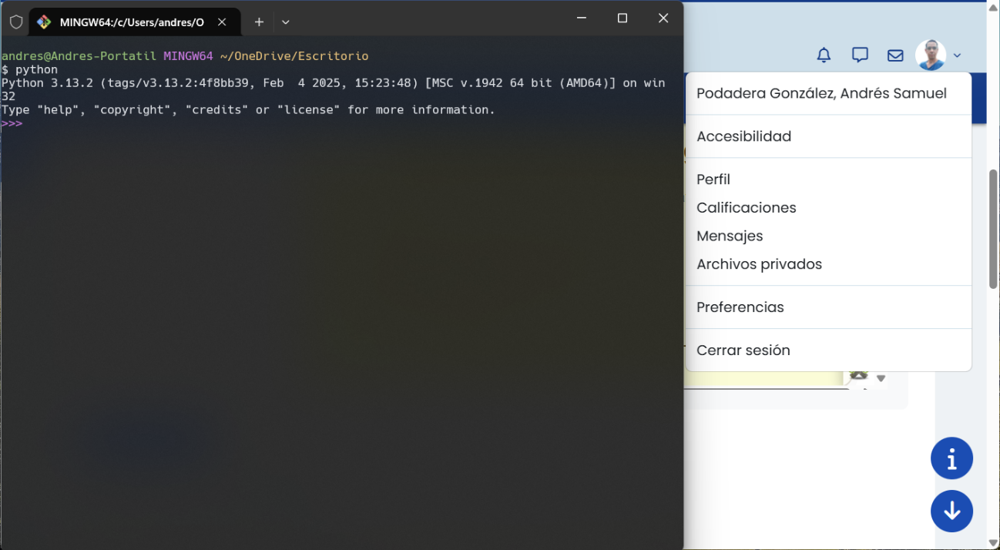 MINGW64:/c/Users/andres/O
andres@Andres-Portatil MINGW64 ~/OneDrive/Escritorio
$ python
Python 3.13.2 (tags/v3.13.2:4f8bb39, Feb  4 2025, 15:23:48) [MSC v.1942 64 bit (AMD64)] on win
32
Type "help", "copyright", "credits" or "license" for more information.
>>>
Podadera González, Andrés Samuel
Accesibilidad
Perfil
Calificaciones
Mensajes
Archivos privados
Preferencias
Cerrar sesión